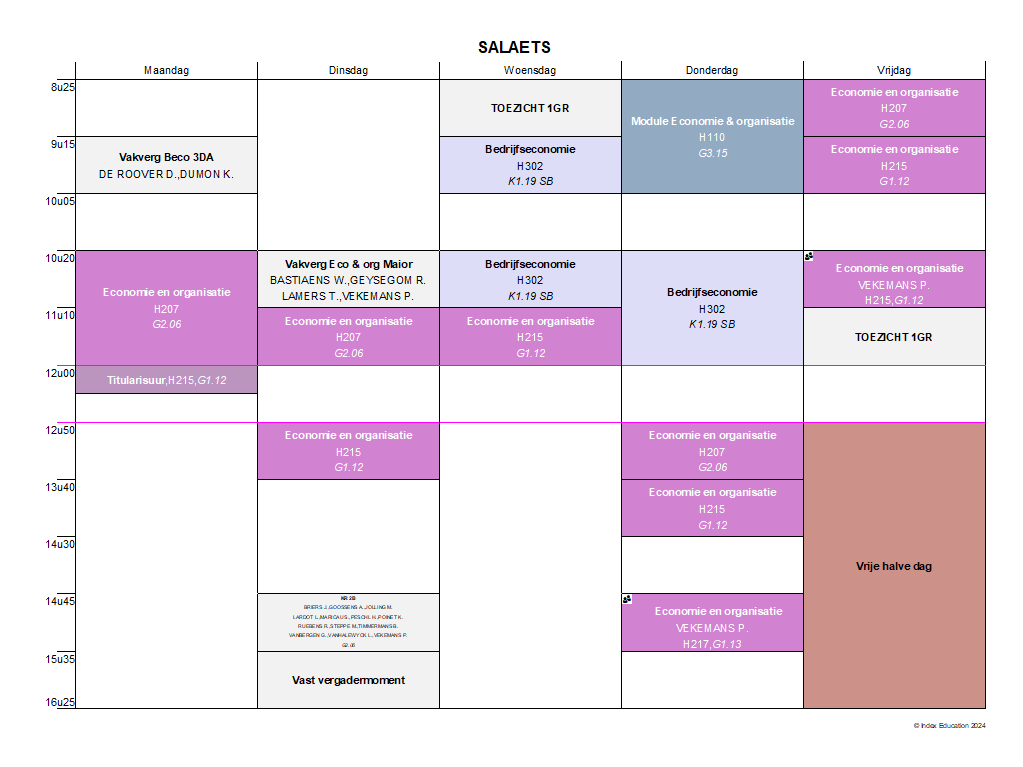 SALAETS
Maandag
Dinsdag
Woensdag
Donderdag
Vrijdag
8u25
9u15
10u05
10u20
11u10
12u00
12u50
13u40
14u30
14u45
15u35
16u25
Vakverg Beco 3DA
DE ROOVER D.,DUMON K.
Economie en organisatie
H207
G2.06
Titularisuur,H215,G1.12
Vakverg Eco & org Maior
BASTIAENS W.,GEYSEGOM R.
LAMERS T.,VEKEMANS P.
Economie en organisatie
H207
G2.06
Economie en organisatie
H215
G1.12
KR 2B
BRIERS J.,GOOSSENS A.,JOLLING M.
RUEBENS R.,STEPPE M.,TIMMERMANS B.
VANBERGEN G.,VANHALEWYCK L.,VEKEMANS P.
G2.06
Vast vergadermoment
TOEZICHT 1GR
Bedrijfseconomie
H302
K1.19 SB
Bedrijfseconomie
H302
K1.19 SB
Economie en organisatie
H215
G1.12
Module Economie & organisatie
H110
G3.15
Bedrijfseconomie
H302
K1.19 SB
Economie en organisatie
H207
G2.06
Economie en organisatie
H215
G1.12
Economie en organisatie
VEKEMANS P.
H217,G1.13
Economie en organisatie
H207
G2.06
Economie en organisatie
H215
G1.12
Economie en organisatie
VEKEMANS P.
H215,G1.12
TOEZICHT 1GR
Vrije halve dag
© Index Education 2024